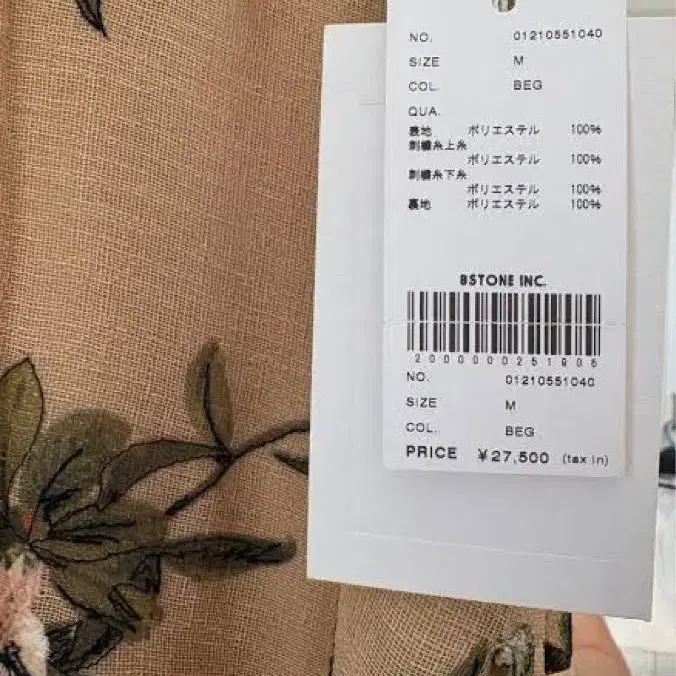 NO. 01210551040
SIZE M
COL. BEG
QUA.
表地 ポリエステル 100%
刺繍糸上糸
ポリエステル 100%
刺繍糸下糸
ポリエステル 100%
裏地 ポリエステル 100%
BSTONE INC.
2000000251905
NO. 01210551040
SIZE M
COL. BEG
PRICE ¥27,500 (tax in)